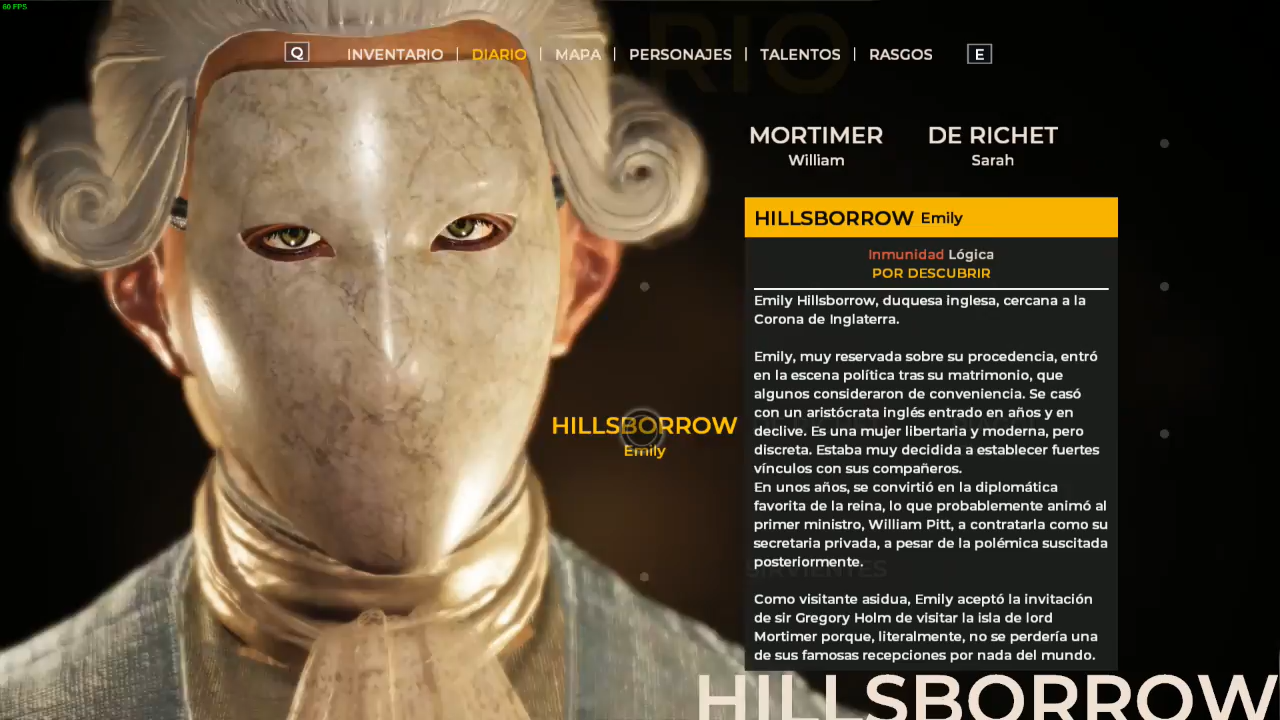 60 FPS
Q INVENTARIO | DIARIO | MAPA | PERSONAJES | TALENTOS | RASGOS E
RIO
MORTIMER DE RICHET
William Sarah
HILLSBORROW Emily
Inmunidad Lógica
POR DESCUBRIR
Emily Hillsborrow, duquesa inglesa, cercana a la
Corona de Inglaterra.
Emily, muy reservada sobre su procedencia, entró
en la escena política tras su matrimonio, que
algunos consideraron de conveniencia. Se casó
con un aristócrata inglés entrado en años y en
declive. Es una mujer libertaria y moderna, pero
discreta. Estaba muy decidida a establecer fuertes
vínculos con sus compañeros.
En unos años, se convirtió en la diplomática
favorita de la reina, lo que probablemente animó al
primer ministro, William Pitt, a contratarla como su
secretaria privada, a pesar de la polémica suscitada
posteriormente.
Como visitante asidua, Emily aceptó la invitación
de sir Gregory Holm de visitar la isla de lord
Mortimer porque, literalmente, no se perdería una
de sus famosas recepciones por nada del mundo.
HILLSBORROW
Emily
SIRVIENTES
HILLSBORROW